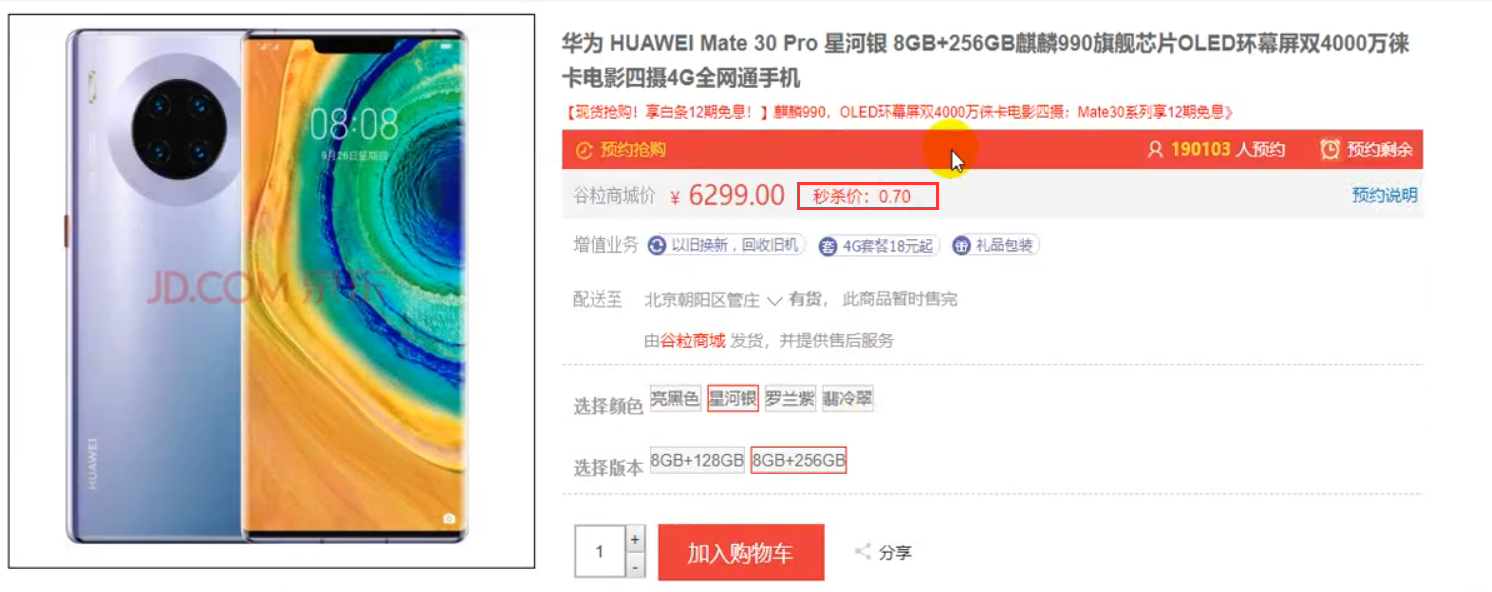 华为 HUAWEI Mate 30 Pro 星河银 8GB+256GB麒麟990旗舰芯片OLED环幕屏双4000万徕
卡电影四摄4G全网通手机
【现货抢购！享白条12期免息！】麒麟990，OLED环幕屏双4000万徕卡电影四摄；Mate30系列享12期免息》
预约抢购 190103 人预约 预约剩余
谷粒商城价 ¥ 6299.00 秒杀价：0.70 预约说明
增值业务 以旧换新，回收旧机 套 4G套餐18元起 礼品包装
配送至 北京朝阳区管庄 有货， 此商品暂时售完
由谷粒商城 发货，并提供售后服务
选择颜色 亮黑色 星河银 罗兰紫 翡冷翠
选择版本 8GB+128GB 8GB+256GB
1 + -
加入购物车 分享
08:08
9月26日星期四
JD.COM 京东
HUAWEI